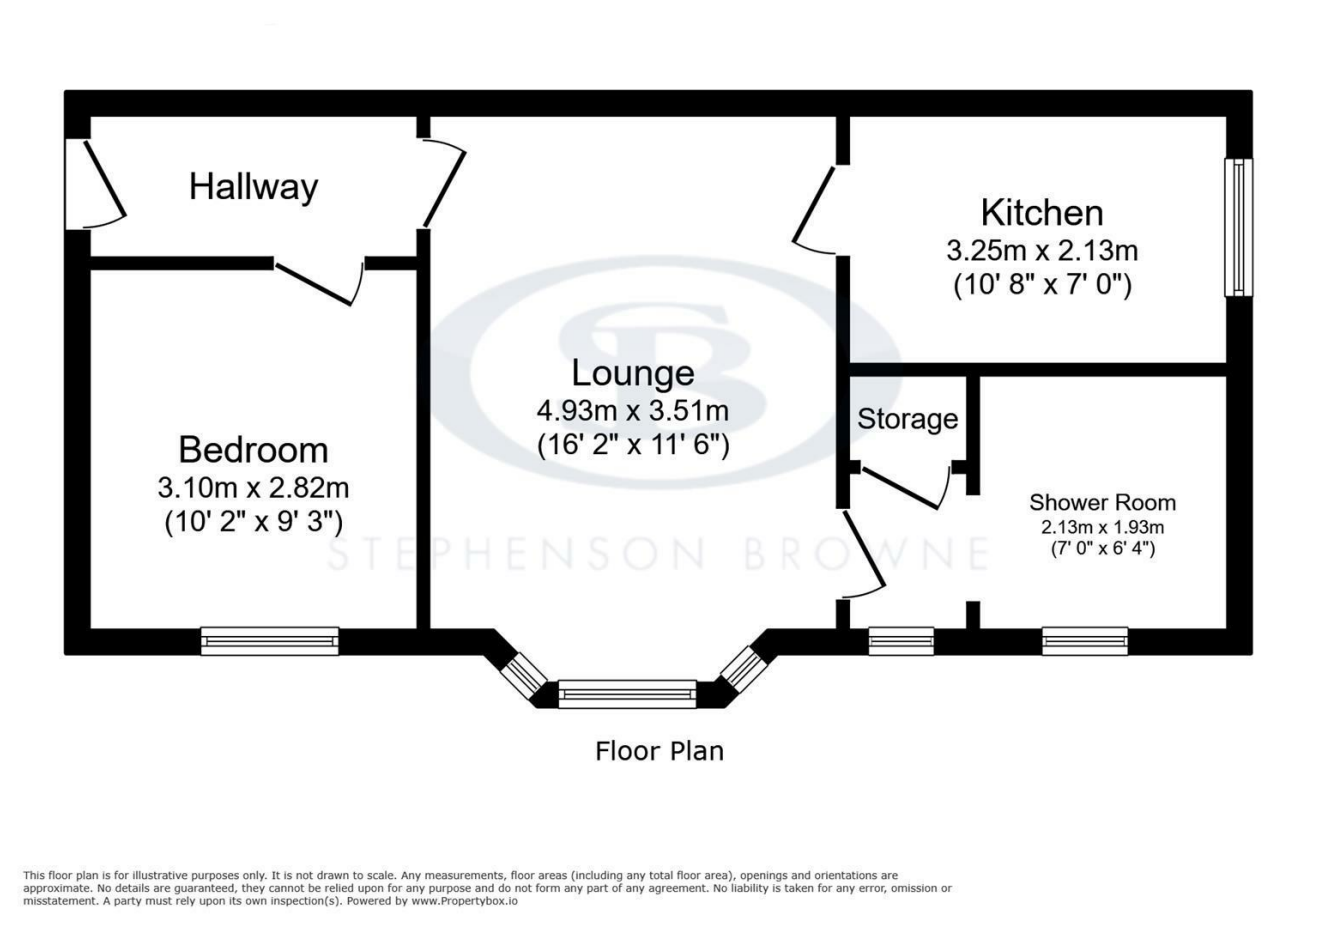 Hallway
Kitchen
3.25m x 2.13m
(10' 8" x 7' 0")
Lounge
4.93m x 3.51m
(16' 2" x 11' 6")
Storage
Bedroom
3.10m x 2.82m
(10' 2" x 9' 3")
Shower Room
2.13m x 1.93m
(7' 0" x 6' 4")
SB
STEPHENSON BROWNE
Floor Plan
This floor plan is for illustrative purposes only. It is not drawn to scale. Any measurements, floor areas (including any total floor area), openings and orientations are
approximate. No details are guaranteed, they cannot be relied upon for any purpose and do not form any part of any agreement. No liability is taken for any error, omission or
misstatement. A party must rely upon its own inspection(s). Powered by www.Propertybox.io